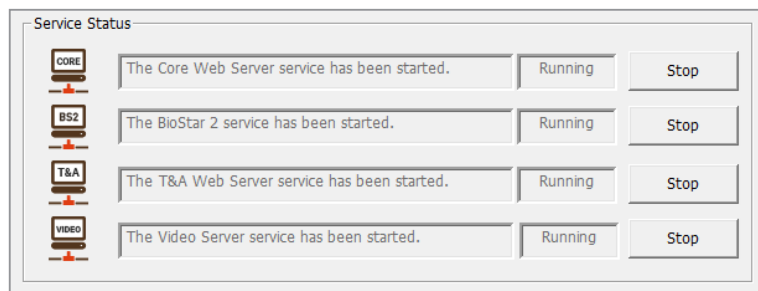 Service Status
CORE
The Core Web Server service has been started. Running Stop
BS2
The BioStar 2 service has been started. Running Stop
T&A
The T&A Web Server service has been started. Running Stop
VIDEO
The Video Server service has been started. Running Stop